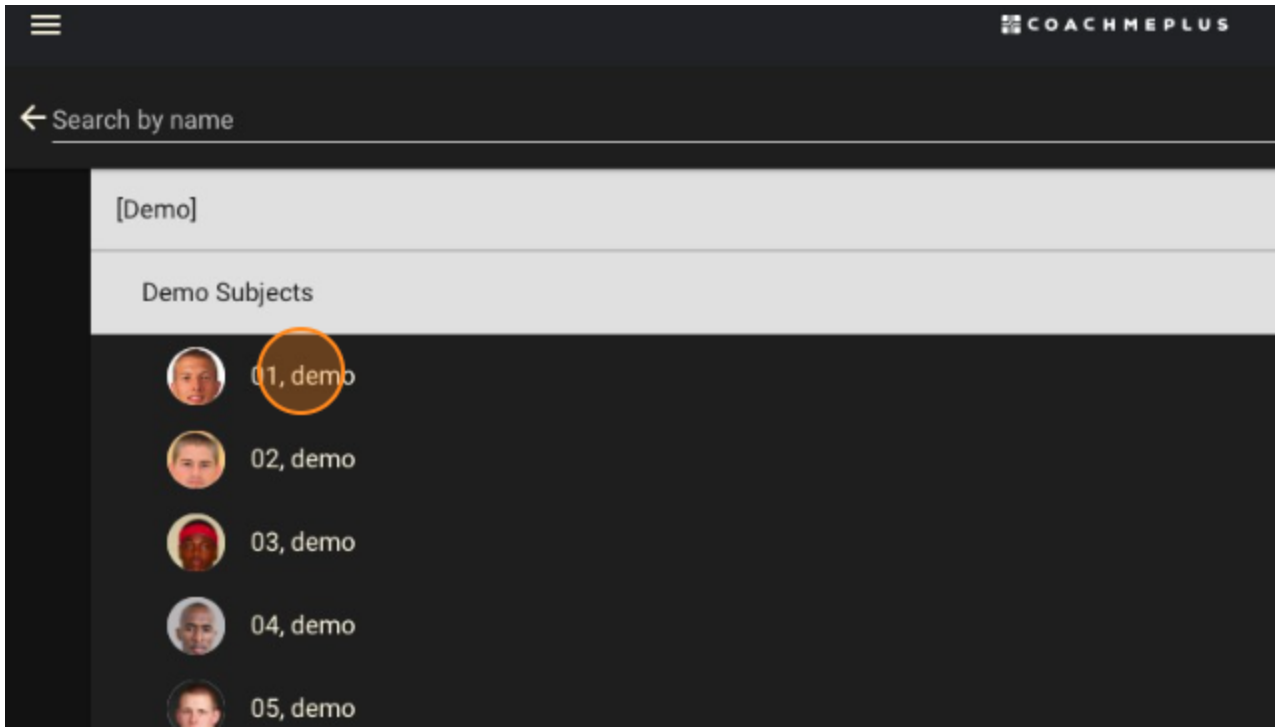 COACHMEPLUS
Search by name
[Demo]
Demo Subjects
01, demo
02, demo
03, demo
04, demo
05, demo